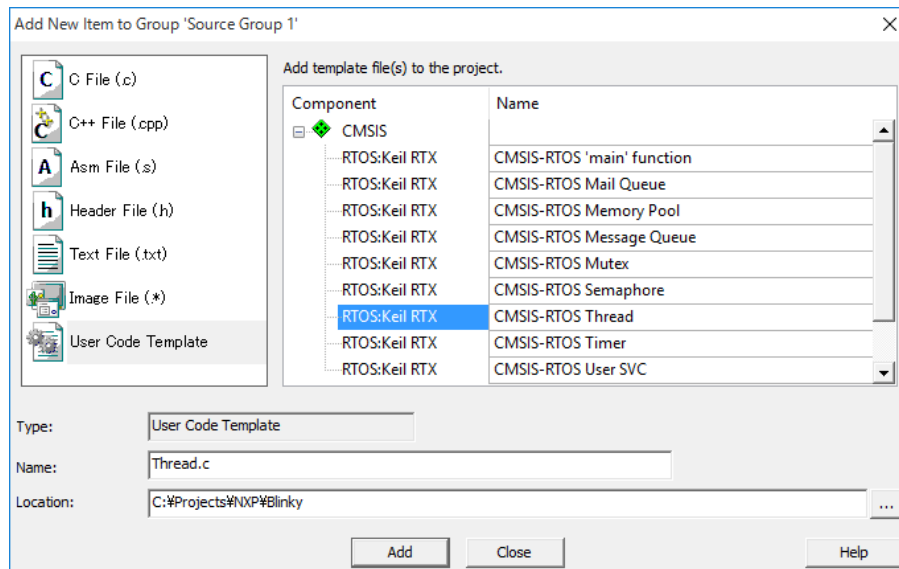 Add New Item to Group 'Source Group 1'
C File (.c)
C++ File (.cpp)
Asm File (.s)
Header File (.h)
Text File (.txt)
Image File (.*)
User Code Template
Add template file(s) to the project.
Component Name
CMSIS
RTOS:Keil RTX CMSIS-RTOS 'main' function
RTOS:Keil RTX CMSIS-RTOS Mail Queue
RTOS:Keil RTX CMSIS-RTOS Memory Pool
RTOS:Keil RTX CMSIS-RTOS Message Queue
RTOS:Keil RTX CMSIS-RTOS Mutex
RTOS:Keil RTX CMSIS-RTOS Semaphore
RTOS:Keil RTX CMSIS-RTOS Thread
RTOS:Keil RTX CMSIS-RTOS Timer
RTOS:Keil RTX CMSIS-RTOS User SVC
Type: User Code Template
Name: Thread.c
Location: C:¥Projects¥NXP¥Blinky ...
Add Close Help